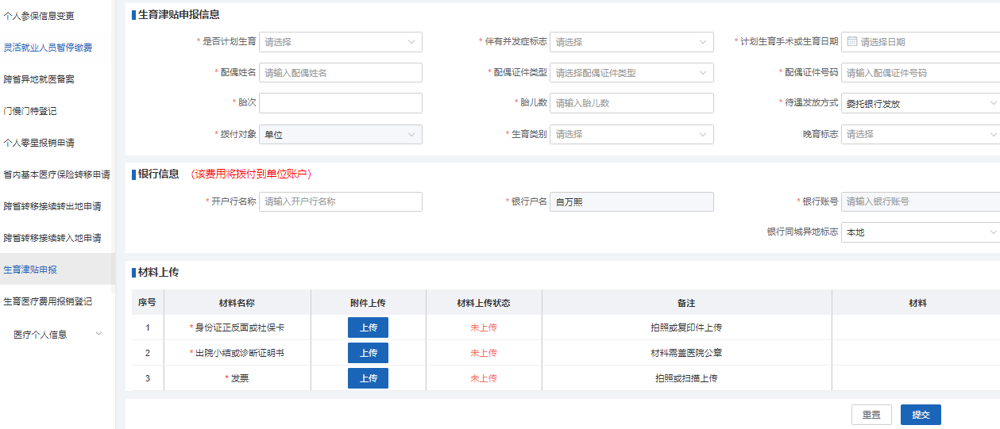 个人参保信息变更
灵活就业人员暂停缴费
跨省异地就医备案
门慢门特登记
个人零星报销申请
省内基本医疗保险转移申请
跨省转移接续转出地申请
跨省转移接续转入地申请
生育津贴申报
生育医疗费用报销登记
医疗个人信息
生育津贴申报信息
* 是否计划生育 请选择 * 伴有并发症标志 请选择 * 计划生育手术或生育日期 请选择日期
* 配偶姓名 请输入配偶姓名 * 配偶证件类型 请选择配偶证件类型 * 配偶证件号码 请输入配偶证件号码
* 胎次 * 胎儿数 请输入胎儿数 * 待遇发放方式 委托银行发放
* 拨付对象 单位 * 生育类别 请选择 晚育标志 请选择
银行信息 （该费用将拨付到单位账户）
* 开户行名称 请输入开户行名称 * 银行户名 自万熙 * 银行账号 请输入银行账号
银行同城异地标志 本地
材料上传
序号 材料名称 附件上传 材料上传状态 备注 材料
1 * 身份证正反面或社保卡 上传 未上传 拍照或复印件上传
2 * 出院小结或诊断证明书 上传 未上传 材料需盖医院公章
3 * 发票 上传 未上传 拍照或扫描上传
重置 提交